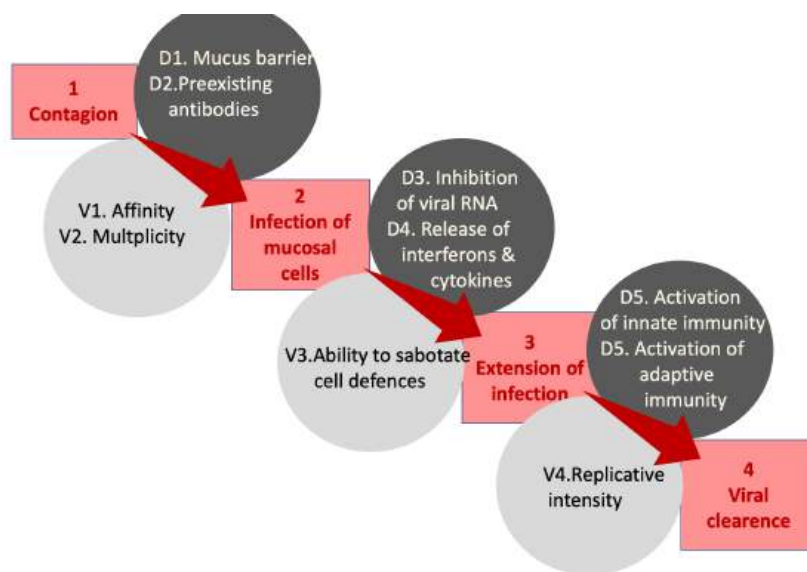 1
Contagion
D1. Mucus barrier
D2.Preexisting
antibodies
V1. Affinity
V2. Multplicity
2
Infection of
mucosal
cells
D3. Inhibition
of viral RNA
D4. Release of
interferons &
cytokines
V3.Ability to sabotate
cell defences
3
Extension of
infection
D5. Activation
of innate immunity
D5. Activation of
adaptive
immunity
V4.Replicative
intensity
4
Viral
clearence